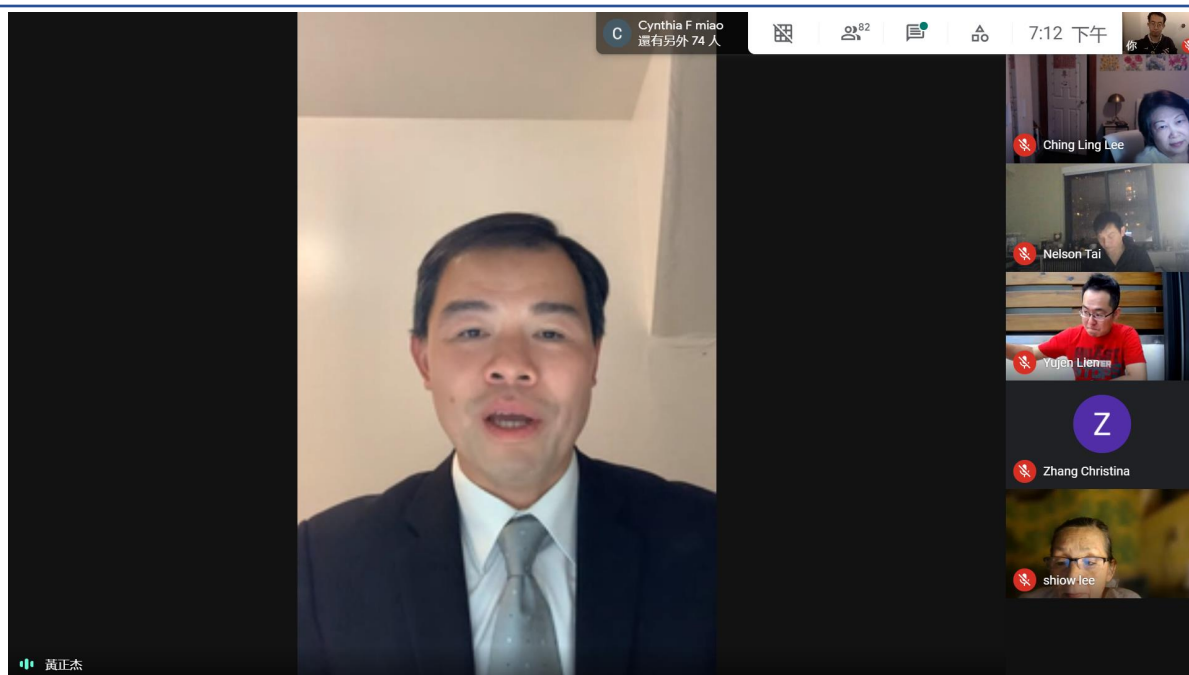 C
Cynthia F miao
還有另外 74 人
82
7:12 下午
你
Ching Ling Lee
Nelson Tai
Yujen Lien
Z
Zhang Christina
shiow lee
黃正杰